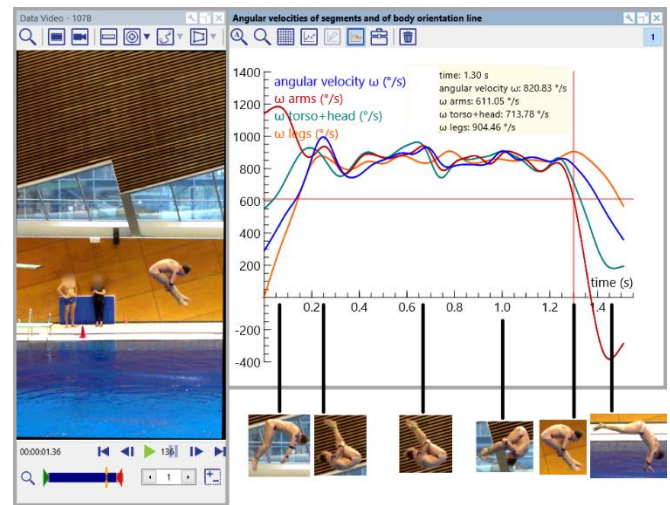 Data Video - 107B
Angular velocities of segments and of body orientation line
1
1400
1200
1000
800
600
400
200
-200
-400
angular velocity ω (°/s)
ω arms (°/s)
ω torso+head (°/s)
ω legs (°/s)
time: 1.30 s
angular velocity ω: 820.83 °/s
ω arms: 611.05 °/s
ω torso+head: 713.78 °/s
ω legs: 904.46 °/s
time (s)
0.2
0.4
0.6
0.8
1.0
1.2
1.4
00:00:01.36
136
1